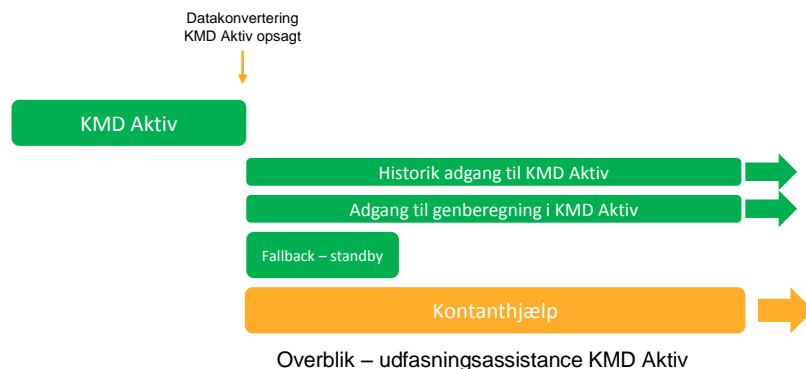 Datakonvertering
KMD Aktiv opsagt
KMD Aktiv
Historik adgang til KMD Aktiv
Adgang til genberegning i KMD Aktiv
Fallback – standby
Kontanthjælp
Overblik – udfasningsassistance KMD Aktiv